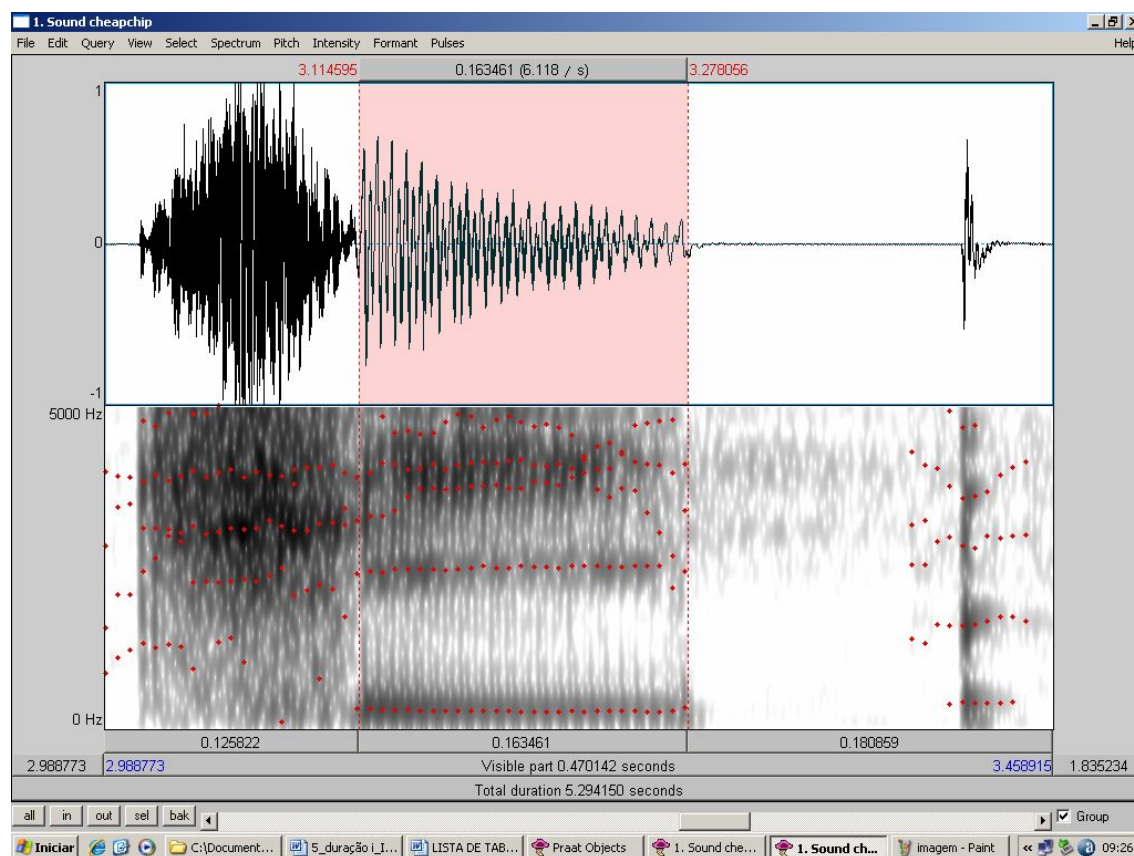 1. Sound cheapchip
File Edit Query View Select Spectrum Pitch Intensity Formant Pulses Help
3.114595 0.163461 (6.118 / s) 3.278056
1
0
-1
5000 Hz
0 Hz
0.125822 0.163461 0.180859
2.988773 2.988773 Visible part 0.470142 seconds 3.458915 1.835234
Total duration 5.294150 seconds
all in out sel bak Group
Iniciar C:\Document... 5_duração i_I... LISTA DE TAB... Praat Objects 1. Sound che... 1. Sound ch... imagem - Paint « 09:26